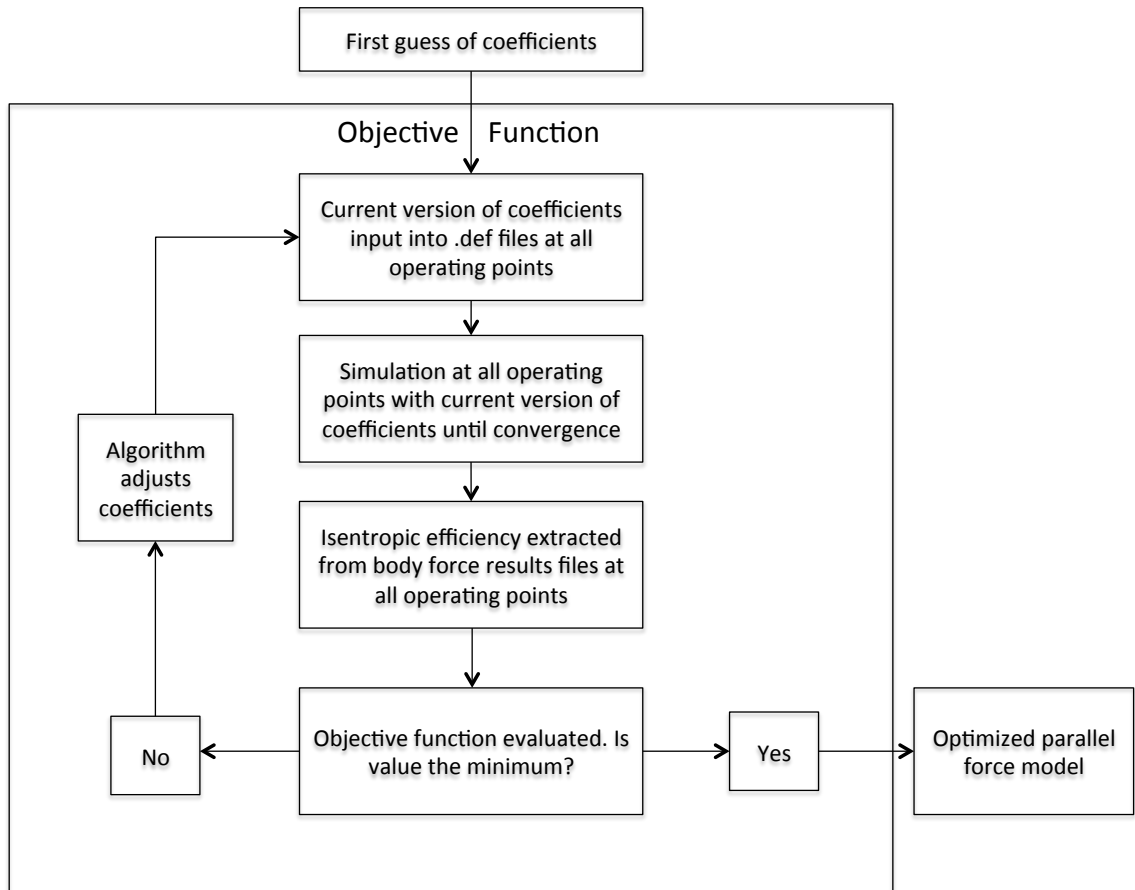 First guess of coefficients
Objective Function
Current version of coefficients
input into .def files at all
operating points
Simulation at all operating
points with current version of
coefficients until convergence
Algorithm
adjusts
coefficients
Isentropic efficiency extracted
from body force results files at
all operating points
No
Objective function evaluated. Is
value the minimum?
Yes
Optimized parallel
force model